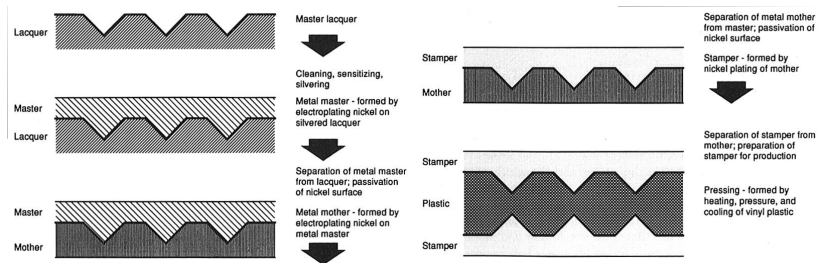 Lacquer
Master lacquer
Cleaning, sensitizing,
silvering
Master
Lacquer
Metal master - formed by
electroplating nickel on
silvered lacquer
Separation of metal master
from lacquer; passivation
of nickel surface
Master
Mother
Metal mother - formed by
electroplating nickel on
metal master
Separation of metal mother
from master; passivation of
nickel surface
Stamper
Mother
Stamper - formed by
nickel plating of mother
Separation of stamper from
mother; preparation of
stamper for production
Stamper
Plastic
Stamper
Pressing - formed by
heating, pressure, and
cooling of vinyl plastic